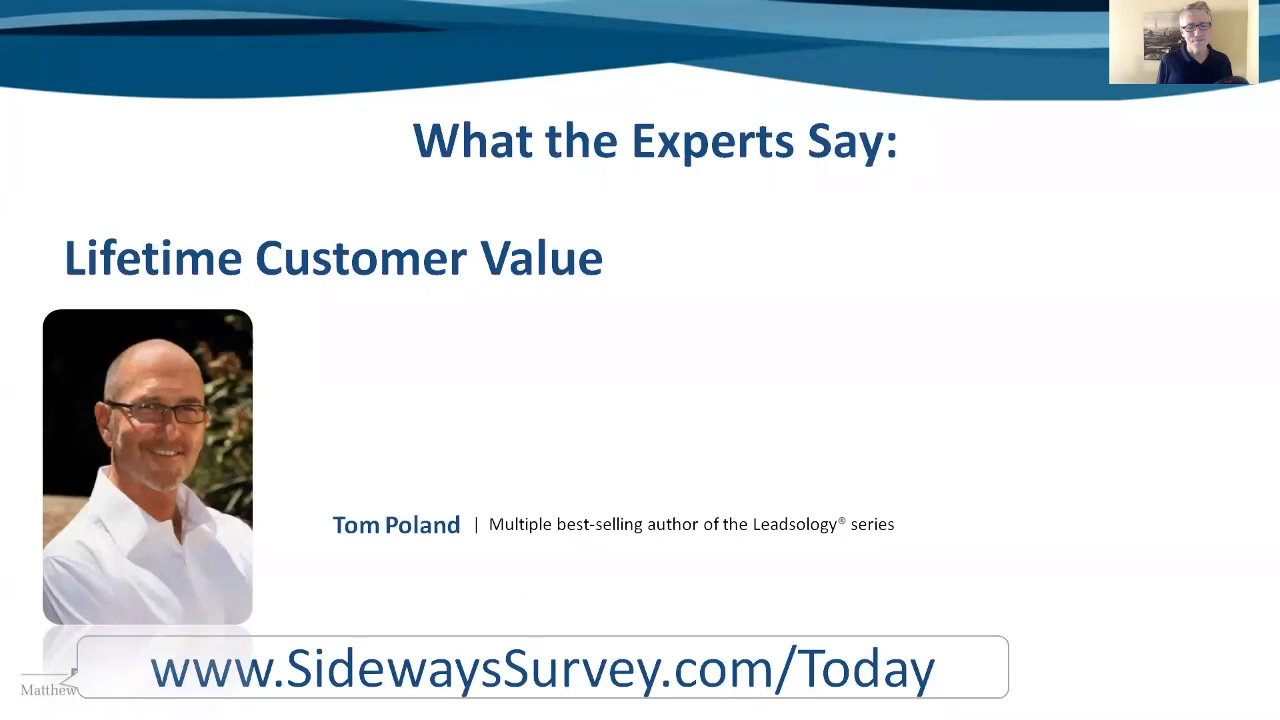 What the Experts Say:
Lifetime Customer Value
Tom Poland | Multiple best-selling author of the Leadsology® series
www.SidewaysSurvey.com/Today
Matthew